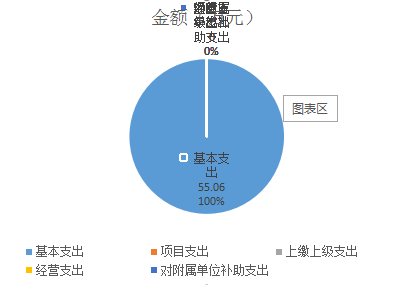 金额（万元）
助支出
0%
图表区
基本支
出
55.06
100%
基本支出 项目支出 上缴上级支出
经营支出 对附属单位补助支出